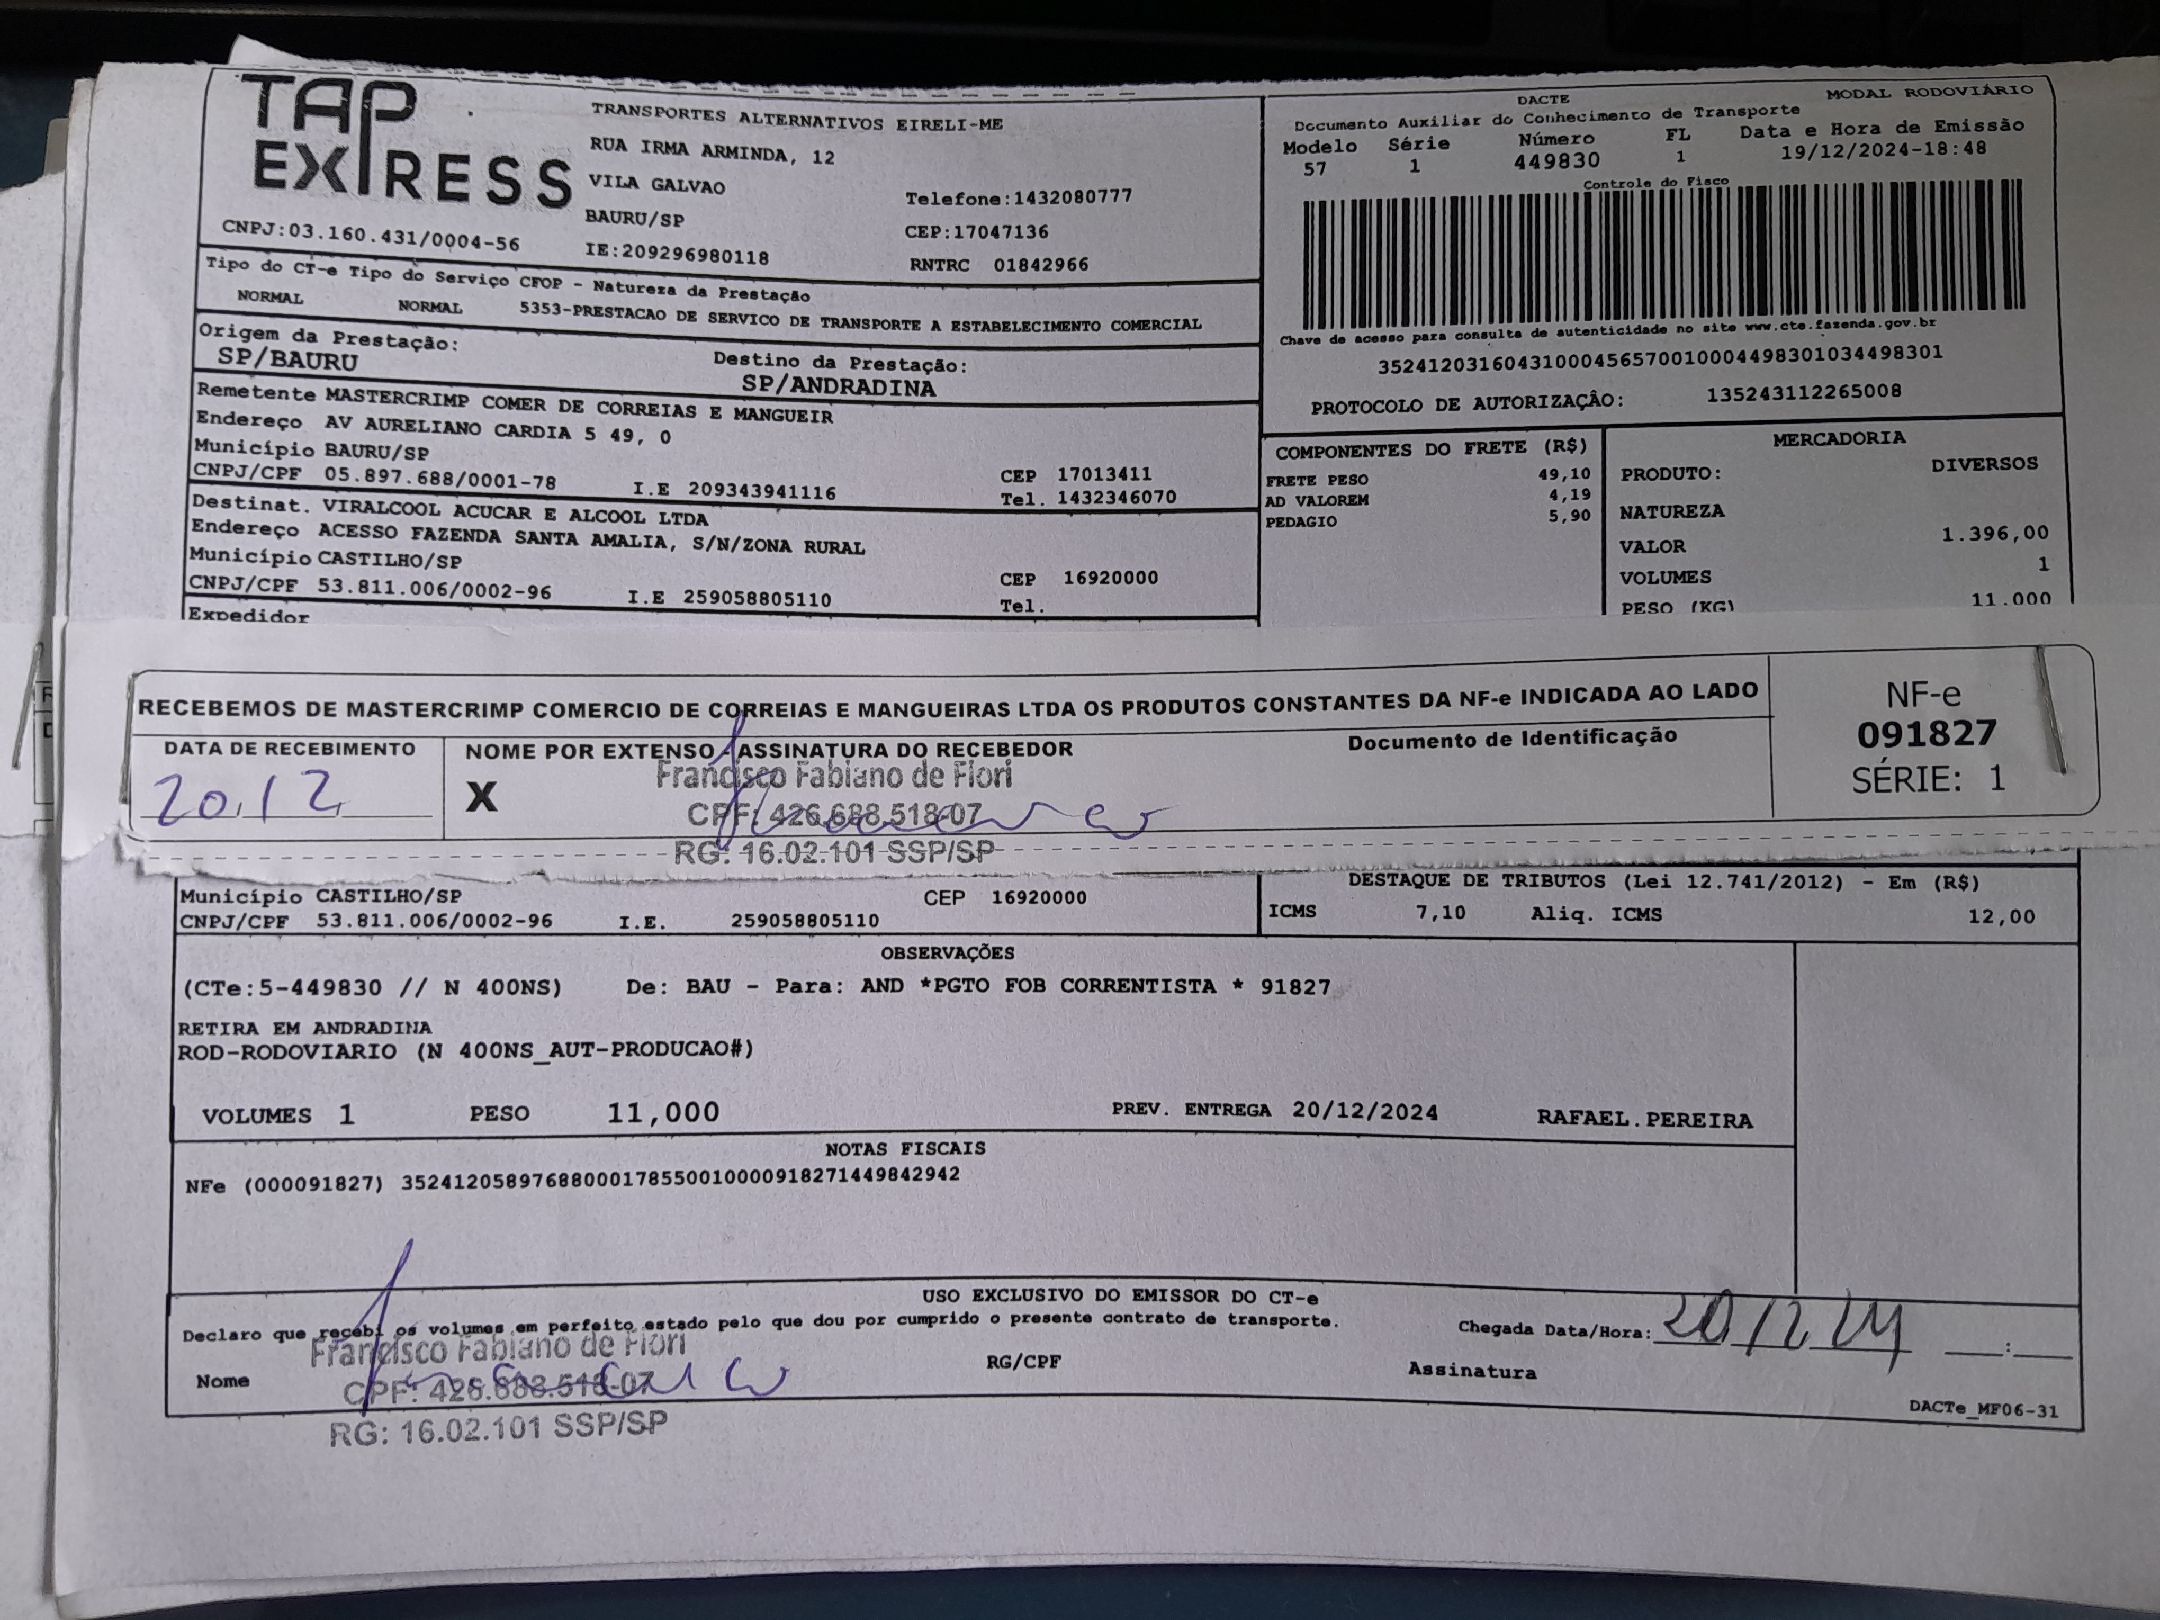 TAP EXPRESS
TRANSPORTES ALTERNATIVOS EIRELI-ME
RUA IRMA ARMINDA, 12
VILA GALVAO
BAURU/SP
Telefone:1432080777
CEP:17047136
CNPJ:03.160.431/0004-56
IE:209296980118
RNTRC 01842966
DACTE
MODAL RODOVIÁRIO
Documento Auxiliar do Conhecimento de Transporte
Modelo Série Número FL Data e Hora de Emissão
57 1 449830 1 19/12/2024-18:48
Controle do Fisco
Chave de acesso para consulta de autenticidade no site www.cte.fazenda.gov.br
35241203160431000456570010004498301034498301
PROTOCOLO DE AUTORIZAÇÃO: 135243112265008
Tipo do CT-e Tipo do Serviço CFOP - Natureza da Prestação
NORMAL NORMAL 5353-PRESTACAO DE SERVICO DE TRANSPORTE A ESTABELECIMENTO COMERCIAL
Origem da Prestação: Destino da Prestação:
SP/BAURU SP/ANDRADINA
Remetente MASTERCRIMP COMER DE CORREIAS E MANGUEIR
Endereço AV AURELIANO CARDIA 5 49, 0
Município BAURU/SP CEP 17013411
CNPJ/CPF 05.897.688/0001-78 I.E 209343941116 Tel. 1432346070
Destinat. VIRALCOOL ACUCAR E ALCOOL LTDA
Endereço ACESSO FAZENDA SANTA AMALIA, S/N/ZONA RURAL
Município CASTILHO/SP CEP 16920000
CNPJ/CPF 53.811.006/0002-96 I.E 259058805110 Tel.
Expedidor
COMPONENTES DO FRETE (R$)
FRETE PESO 49,10
AD VALOREM 4,19
PEDAGIO 5,90
MERCADORIA
PRODUTO: DIVERSOS
NATUREZA
VALOR 1.396,00
VOLUMES 1
PESO (KG) 11.000
RECEBEMOS DE MASTERCRIMP COMERCIO DE CORREIAS E MANGUEIRAS LTDA OS PRODUTOS CONSTANTES DA NF-e INDICADA AO LADO
NF-e
091827
SÉRIE: 1
DATA DE RECEBIMENTO
20,12
NOME POR EXTENSO - ASSINATURA DO RECEBEDOR
Documento de Identificação
X
Francisco Fabiano de Fiori
CPF: 426.688.518-07
RG: 16.02.101 SSP/SP
Município CASTILHO/SP CEP 16920000
CNPJ/CPF 53.811.006/0002-96 I.E. 259058805110
DESTAQUE DE TRIBUTOS (Lei 12.741/2012) - Em (R$)
ICMS 7,10 Aliq. ICMS 12,00
OBSERVAÇÕES
(CTe:5-449830 // N 400NS) De: BAU - Para: AND *PGTO FOB CORRENTISTA * 91827
RETIRA EM ANDRADINA
ROD-RODOVIARIO (N 400NS_AUT-PRODUCAO#)
VOLUMES 1 PESO 11,000 PREV. ENTREGA 20/12/2024 RAFAEL.PEREIRA
NOTAS FISCAIS
NFe (000091827) 35241205897688000178550010000918271449842942
USO EXCLUSIVO DO EMISSOR DO CT-e
Declaro que recebi os volumes em perfeito estado pelo que dou por cumprido o presente contrato de transporte.
Chegada Data/Hora: 20/12 24 ___:___
Francisco Fabiano de Fiori
Nome RG/CPF Assinatura
CPF: 426.688.518-07
RG: 16.02.101 SSP/SP
DACTe_MF06-31